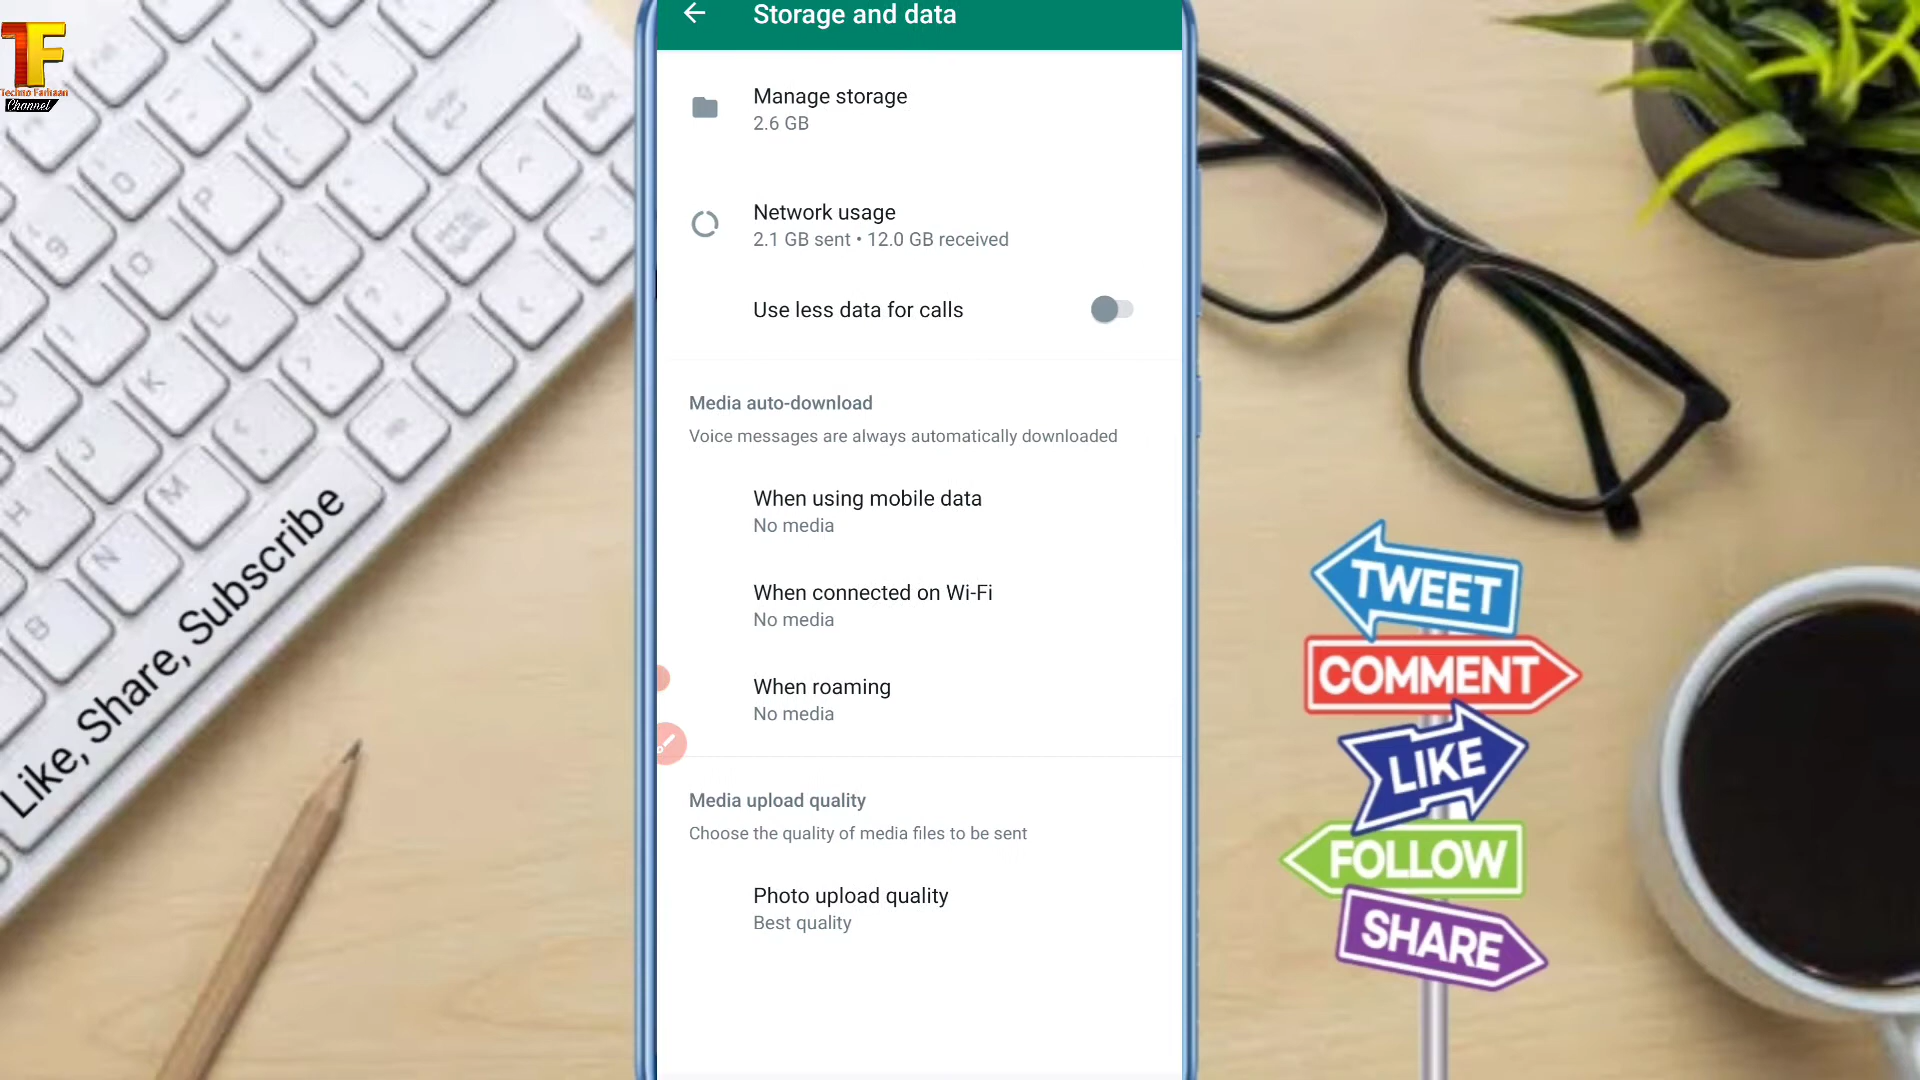 TF
Techno Farhaan
Channel
Storage and data
Manage storage
2.6 GB
Network usage
2.1 GB sent • 12.0 GB received
Use less data for calls
Media auto-download
Voice messages are always automatically downloaded
When using mobile data
No media
When connected on Wi-Fi
No media
When roaming
No media
Media upload quality
Choose the quality of media files to be sent
Photo upload quality
Best quality
Like, Share, Subscribe
TWEET
COMMENT
LIKE
FOLLOW
SHARE
O
P
L
K
J
H
M
N
B